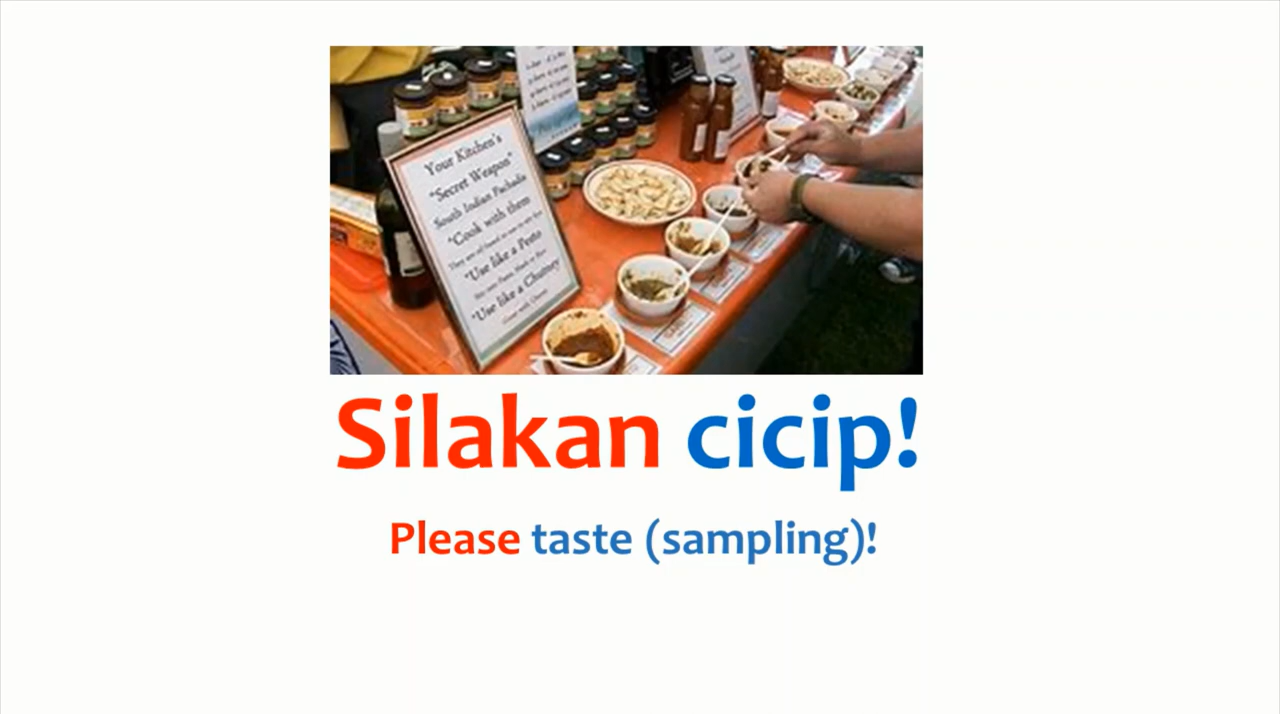 Your Kitchen's
"Secret Weapon"
South Indian Pachadis
"Cook with them
"Use like a Pesto
"Use like a Chutney
Silakan cicip!
Please taste (sampling)!